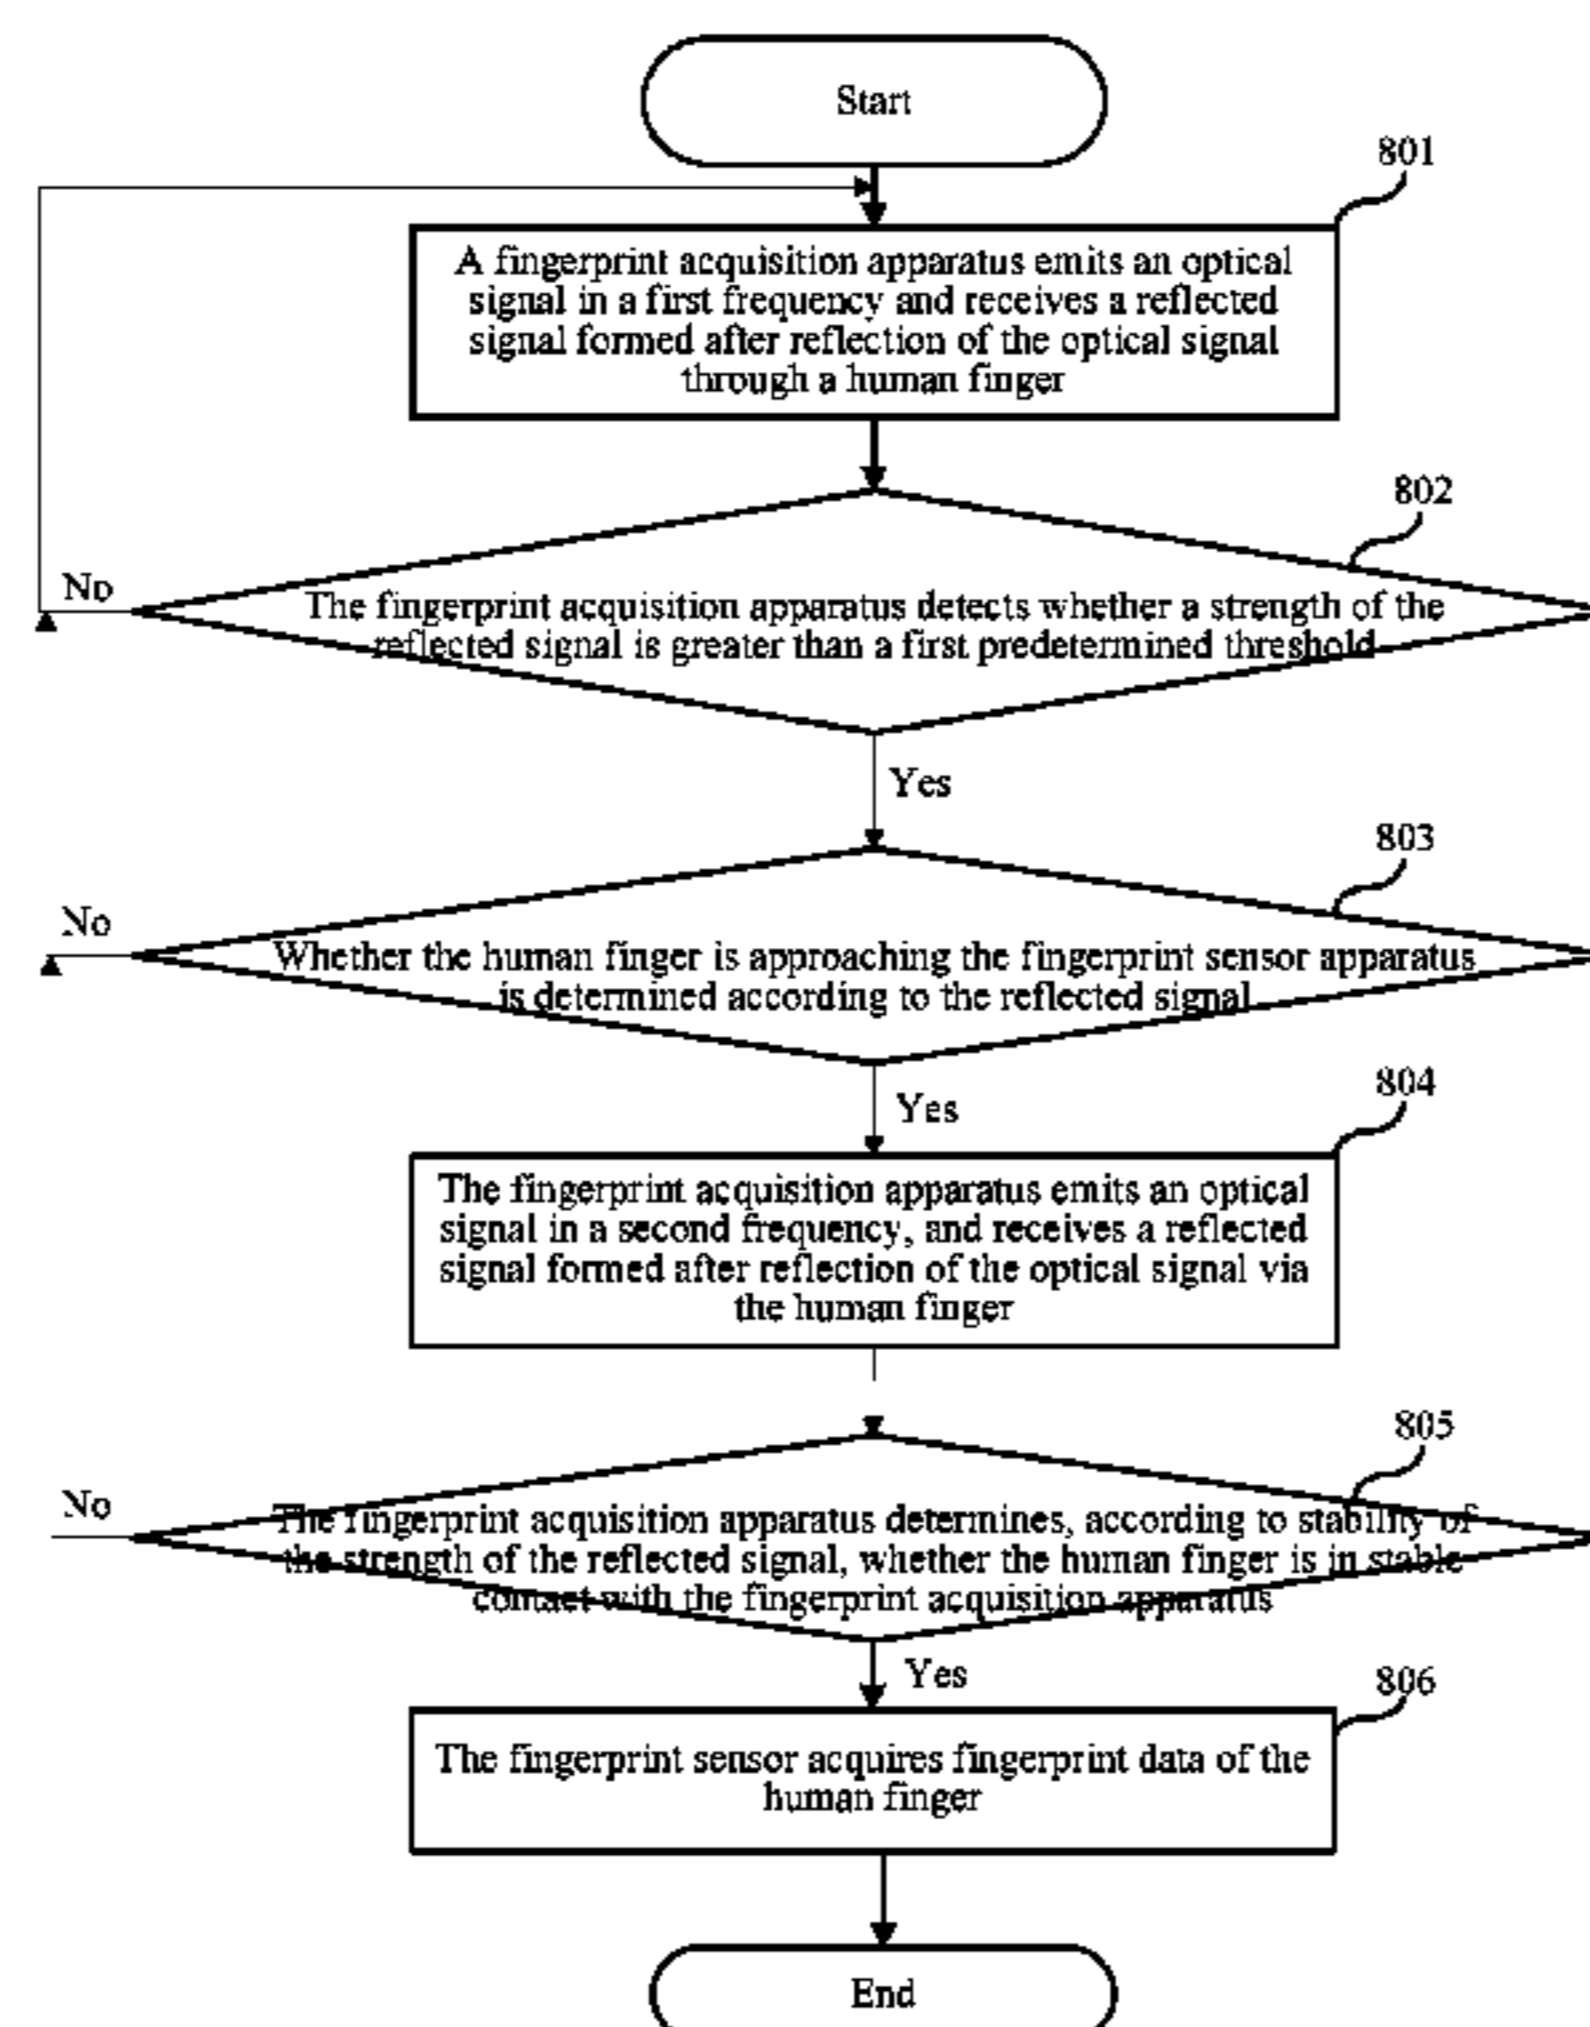 Start
801
A fingerprint acquisition apparatus emits an optical
signal in a first frequency and receives a reflected
signal formed after reflection of the optical signal
through a human finger
802
No
The fingerprint acquisition apparatus detects whether a strength of the
reflected signal is greater than a first predetermined threshold
Yes
803
No
Whether the human finger is approaching the fingerprint sensor apparatus
is determined according to the reflected signal
Yes
804
The fingerprint acquisition apparatus emits an optical
signal in a second frequency, and receives a reflected
signal formed after reflection of the optical signal via
the human finger
805
No
The fingerprint acquisition apparatus determines, according to stability of
the strength of the reflected signal, whether the human finger is in stable
contact with the fingerprint acquisition apparatus
Yes
806
The fingerprint sensor acquires fingerprint data of the
human finger
End